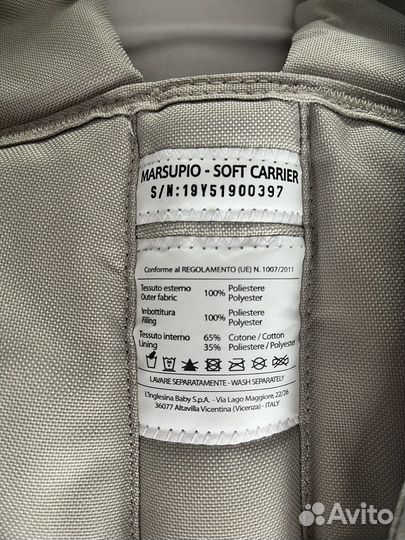 MARSUPIO - SOFT CARRIER
S/N:19Y51900397
Conforme al REGOLAMENTO (UE) N. 1007/2011
Tessuto esterno 100% Poliestere
Outer fabric Polyester
Imbottitura 100% Poliestere
Filling Polyester
Tessuto interno 65% Cotone / Cotton
Lining 35% Poliestere / Polyester
LAVARE SEPARATAMENTE - WASH SEPARATELY
L'Inglesina Baby S.p.A. - Via Lago Maggiore, 22/26
36077 Altavilla Vicentina (Vicenza) - ITALY
Avito